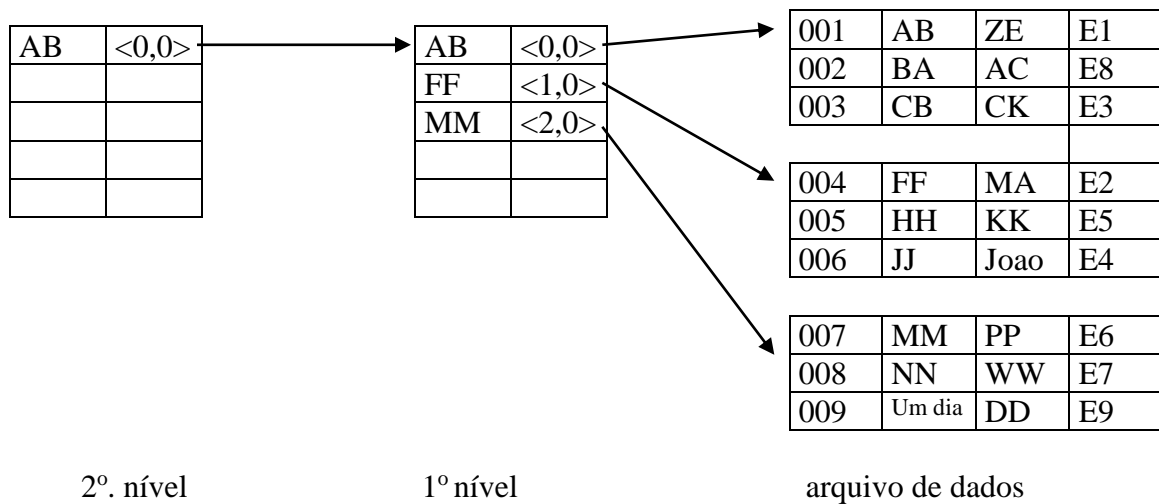 AB <0,0>
AB <0,0>
FF <1,0>
MM <2,0>
001 AB ZE E1
002 BA AC E8
003 CB CK E3
004 FF MA E2
005 HH KK E5
006 JJ Joao E4
007 MM PP E6
008 NN WW E7
009 Um dia DD E9
2º. nível 1º nível arquivo de dados